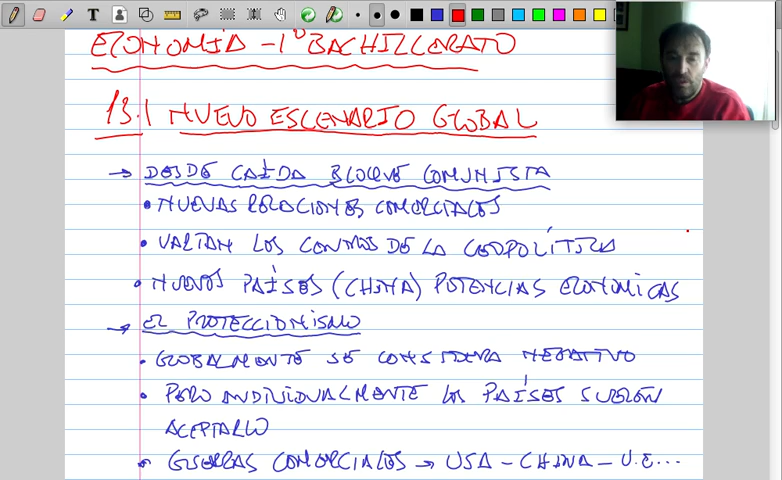 ECONOMÍA - 1º BACHILLERATO
13.1 NUEVO ESCENARIO GLOBAL
→ DESDE CAÍDA BLOQUE COMUNISTA
• NUEVAS RELACIONES COMERCIALES
• VARÍAN LOS CENTROS DE LA GEOPOLÍTICA
• NUEVOS PAÍSES (CHINA) POTENCIAS ECONÓMICAS
→ EL PROTECCIONISMO
• GLOBALMENTE SE CONSIDERA NEGATIVO
• PERO INDIVIDUALMENTE LOS PAÍSES SUELEN
ACEPTARLO
• GUERRAS COMERCIALES → USA - CHINA - U.E...